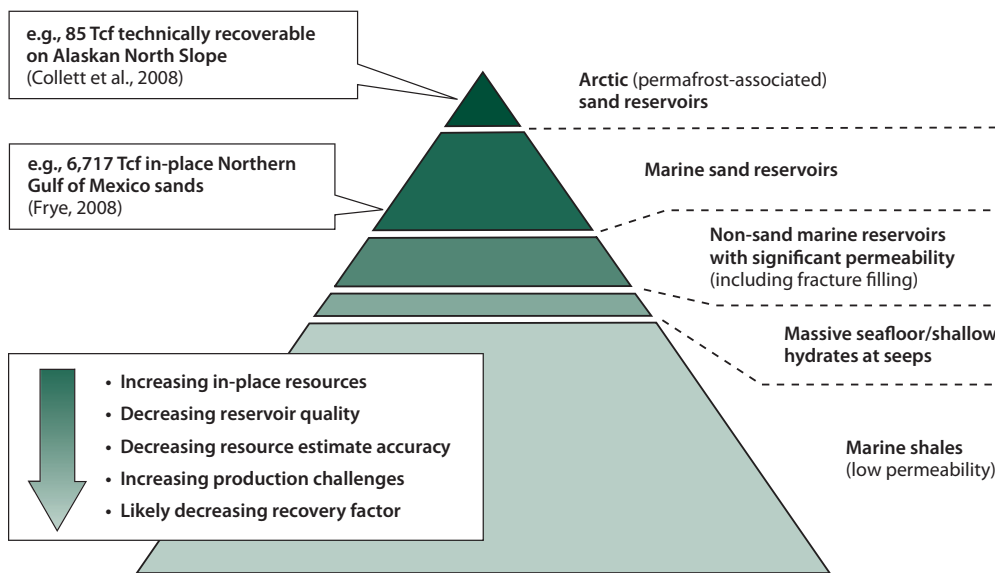 e.g., 85 Tcf technically recoverable
on Alaskan North Slope
(Collett et al., 2008)
Arctic (permafrost-associated)
sand reservoirs
e.g., 6,717 Tcf in-place Northern
Gulf of Mexico sands
(Frye, 2008)
Marine sand reservoirs
Non-sand marine reservoirs
with significant permeability
(including fracture filling)
Massive seafloor/shallow
hydrates at seeps
• Increasing in-place resources
• Decreasing reservoir quality
• Decreasing resource estimate accuracy
• Increasing production challenges
• Likely decreasing recovery factor
Marine shales
(low permeability)